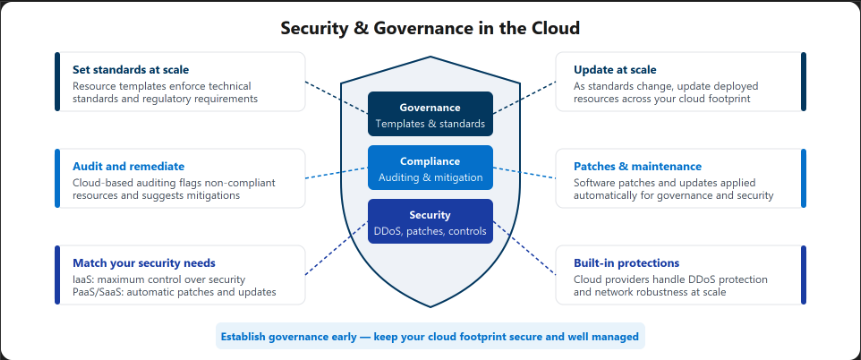 Security & Governance in the Cloud
Set standards at scale
Resource templates enforce technical
standards and regulatory requirements
Update at scale
As standards change, update deployed
resources across your cloud footprint
Governance
Templates & standards
Audit and remediate
Cloud-based auditing flags non-compliant
resources and suggests mitigations
Compliance
Auditing & mitigation
Patches & maintenance
Software patches and updates applied
automatically for governance and security
Security
DDoS, patches, controls
Match your security needs
IaaS: maximum control over security
PaaS/SaaS: automatic patches and updates
Built-in protections
Cloud providers handle DDoS protection
and network robustness at scale
Establish governance early — keep your cloud footprint secure and well managed